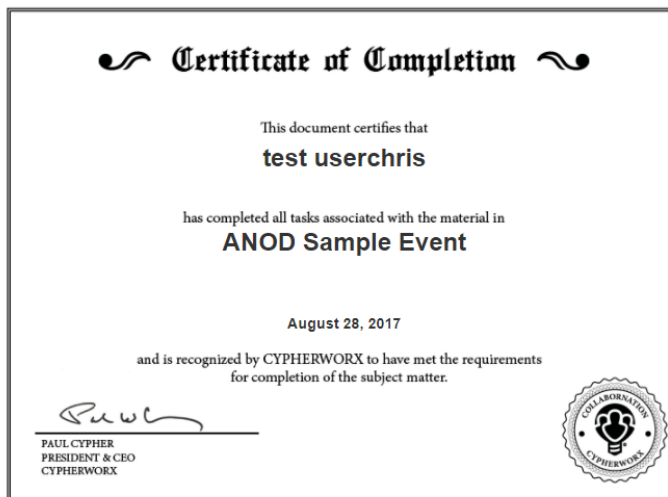 Certificate of Completion
This document certifies that
test userchris
has completed all tasks associated with the material in
ANOD Sample Event
August 28, 2017
and is recognized by CYPHERWORX to have met the requirements
for completion of the subject matter.
PAUL CYPHER
PRESIDENT & CEO
CYPHERWORX
COLLABORNATION
CYPHERWORX